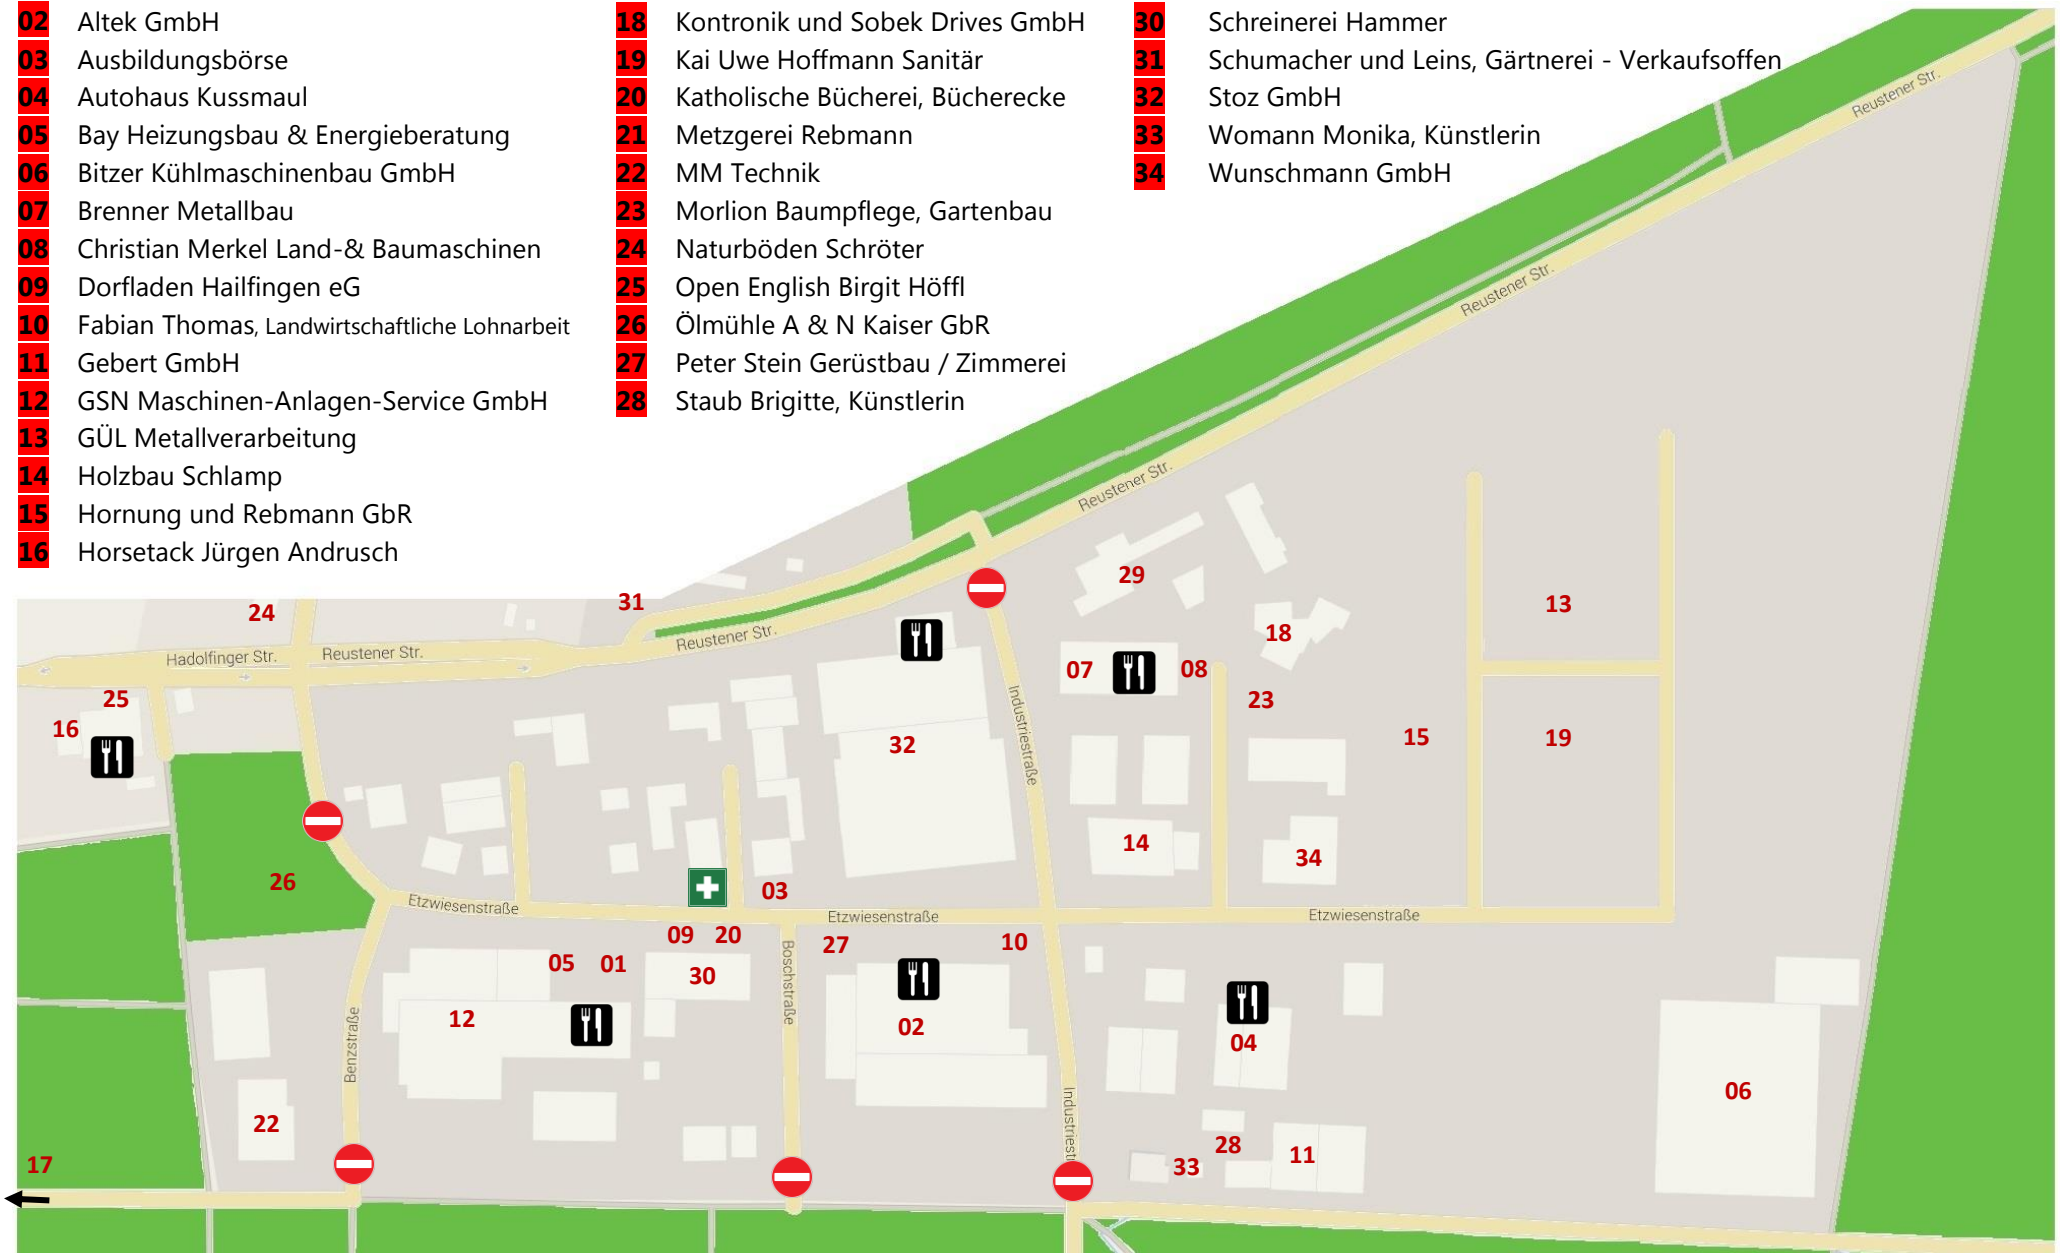 02 Altek GmbH
03 Ausbildungsbörse
04 Autohaus Kussmaul
05 Bay Heizungsbau & Energieberatung
06 Bitzer Kühlmaschinenbau GmbH
07 Brenner Metallbau
08 Christian Merkel Land-& Baumaschinen
09 Dorfladen Hailfingen eG
10 Fabian Thomas, Landwirtschaftliche Lohnarbeit
11 Gebert GmbH
12 GSN Maschinen-Anlagen-Service GmbH
13 GÜL Metallverarbeitung
14 Holzbau Schlamp
15 Hornung und Rebmann GbR
16 Horsetack Jürgen Andrusch
18 Kontronik und Sobek Drives GmbH
19 Kai Uwe Hoffmann Sanitär
20 Katholische Bücherei, Bücherecke
21 Metzgerei Rebmann
22 MM Technik
23 Morlion Baumpflege, Gartenbau
24 Naturböden Schröter
25 Open English Birgit Höffl
26 Ölmühle A & N Kaiser GbR
27 Peter Stein Gerüstbau / Zimmerei
28 Staub Brigitte, Künstlerin
30 Schreinerei Hammer
31 Schumacher und Leins, Gärtnerei - Verkaufsoffen
32 Stoz GmbH
33 Womann Monika, Künstlerin
34 Wunschmann GmbH
Reustener Str.
Reustener Str.
Reustener Str.
29
31
24
13
18
Reustener Str.
Hadolfinger Str.
Reustener Str.
07
08
25
23
16
Industriestraße
32
15
19
14
34
26
03
Etzwiesenstraße
Etzwiesenstraße
Etzwiesenstraße
09
20
27
10
05
01
30
Boschstraße
12
02
04
Benzstraße
06
22
Industriestr
28
11
33
17